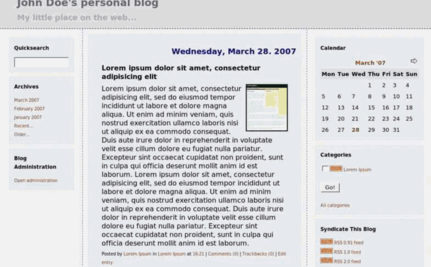 John Doe's personal blog
My little place on the web...
Quicksearch
Archives
March 2007
February 2007
January 2007
Recent...
Older...
Blog
Administration
Open administration
Wednesday, March 28. 2007
Lorem ipsum dolor sit amet, consectetur
adipisicing elit
Lorem ipsum dolor sit amet, consectetur
adipisicing elit, sed do eiusmod tempor
incididunt ut labore et dolore magna
aliqua. Ut enim ad minim veniam, quis
nostrud exercitation ullamco laboris nisi
ut aliquip ex ea commodo consequat.
Duis aute irure dolor in reprehenderit in voluptate velit
esse cillum dolore eu fugiat nulla pariatur.
Excepteur sint occaecat cupidatat non proident, sunt
in culpa qui officia deserunt mollit anim id est
laborum. Lorem ipsum dolor sit amet, consectetur
adipisicing elit, sed do eiusmod tempor incididunt ut
labore et dolore magna aliqua. Ut enim ad minim
veniam, quis nostrud exercitation ullamco laboris nisi
ut aliquip ex ea commodo consequat. Duis aute irure
dolor in reprehenderit in voluptate velit esse cillum
dolore eu fugiat nulla pariatur. Excepteur sint
occaecat cupidatat non proident, sunt in culpa qui
officia deserunt mollit anim id est laborum.
Posted by Lorem Ipsum in Lorem Ipsum at 16:21 | Comments (0) | Trackbacks (0) | Edit
entry
Calendar
March '07
Mon Tue Wed Thu Fri Sat Sun
1 2 3 4
5 6 7 8 9 10 11
12 13 14 15 16 17 18
19 20 21 22 23 24 25
26 27 28 29 30 31
Categories
Lorem Ipsum
Go!
All categories
Syndicate This Blog
RSS 0.91 feed
RSS 1.0 feed
RSS 2.0 feed